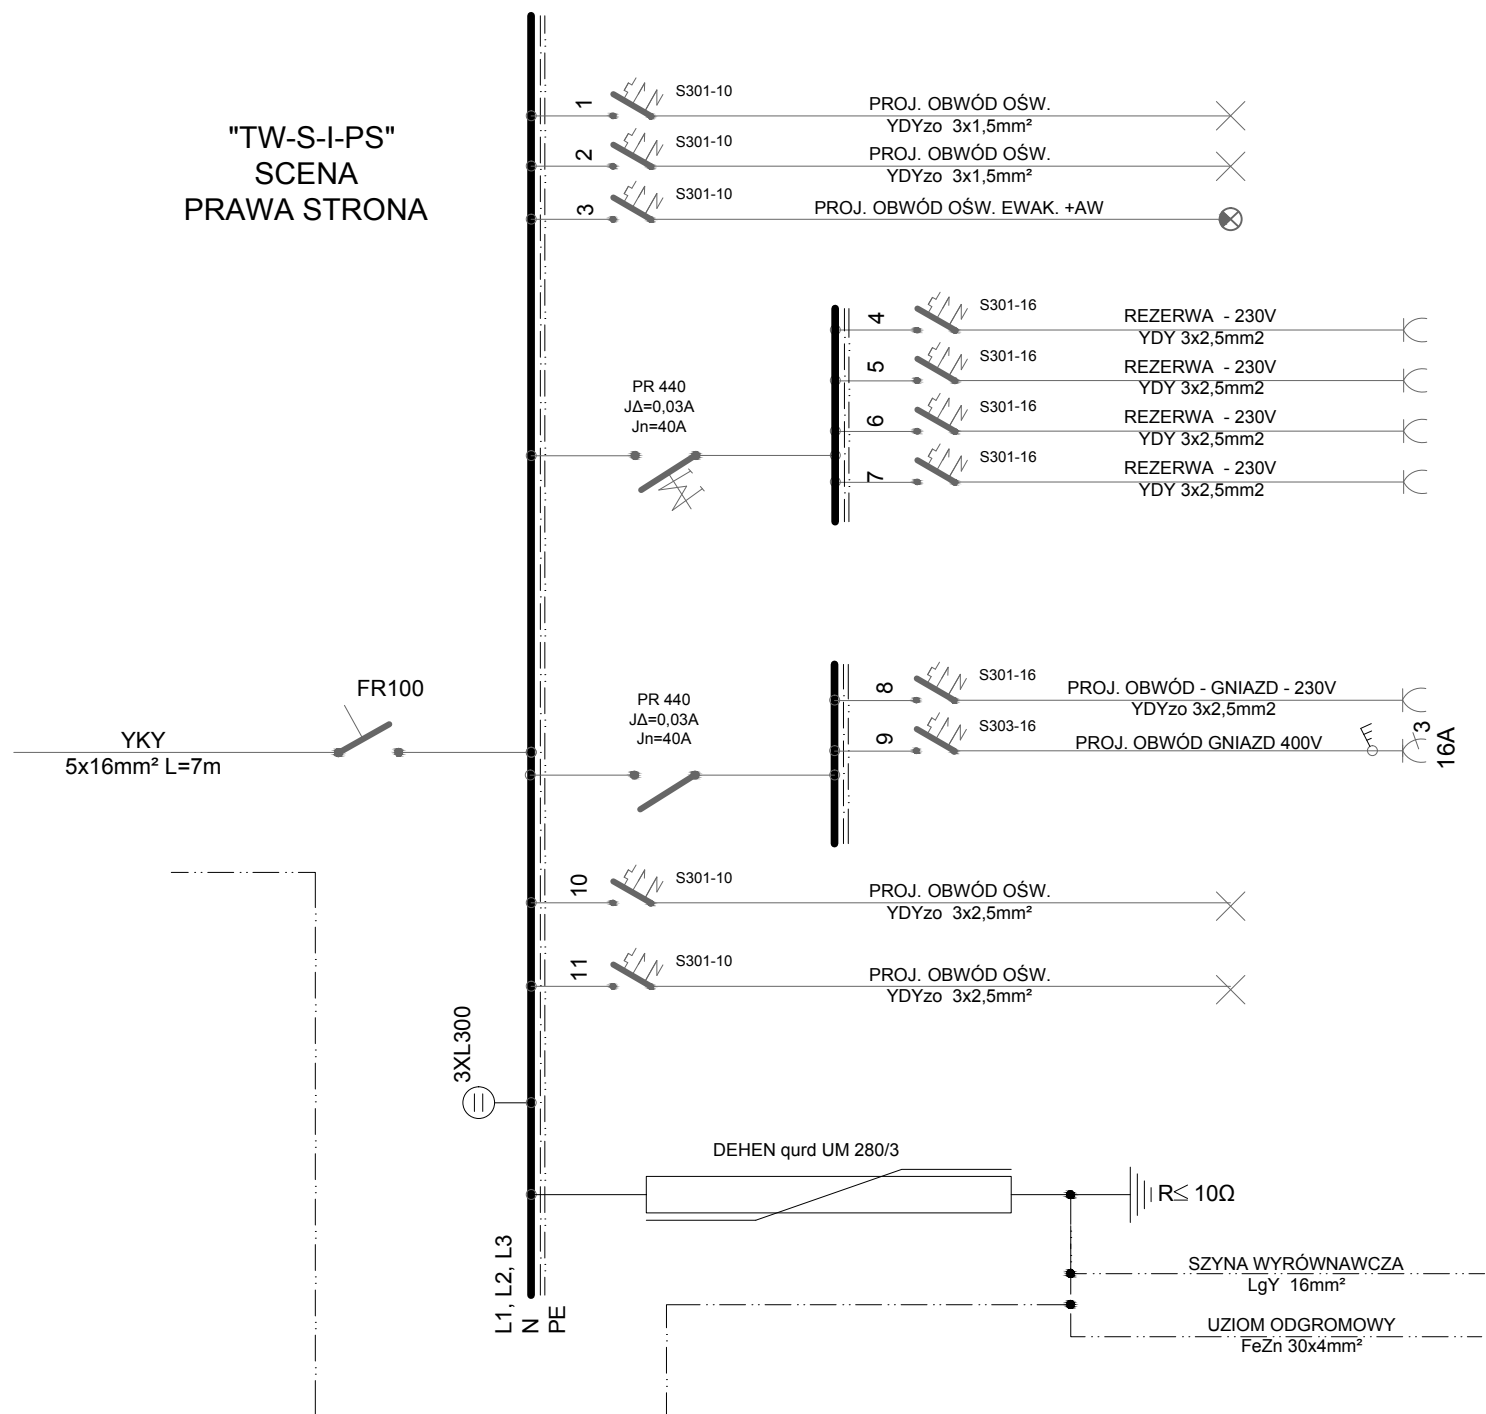 "TW-S-I-PS"
SCENA
PRAWA STRONA
1
S301-10
PROJ. OBWÓD OŚW.
YDYżo 3x1,5mm²
2
S301-10
PROJ. OBWÓD OŚW.
YDYżo 3x1,5mm²
3
S301-10
PROJ. OBWÓD OŚW. EWAK. +AW
PR 440
JΔ=0,03A
Jn=40A
4
S301-16
REZERWA - 230V
YDY 3x2,5mm2
5
S301-16
REZERWA - 230V
YDY 3x2,5mm2
6
S301-16
REZERWA - 230V
YDY 3x2,5mm2
7
S301-16
REZERWA - 230V
YDY 3x2,5mm2
FR100
YKY
5x16mm² L=7m
PR 440
JΔ=0,03A
Jn=40A
8
S301-16
PROJ. OBWÓD - GNIAZD - 230V
YDYzo 3x2,5mm2
9
S303-16
PROJ. OBWÓD GNIAZD 400V
3
16A
10
S301-10
PROJ. OBWÓD OŚW.
YDYzo 3x2,5mm²
11
S301-10
PROJ. OBWÓD OŚW.
YDYzo 3x2,5mm²
3XL300
DEHEN qurd UM 280/3
R≤ 10Ω
L1, L2, L3
N
PE
SZYNA WYRÓWNAWCZA
LgY 16mm²
UZIOM ODGROMOWY
FeZn 30x4mm²